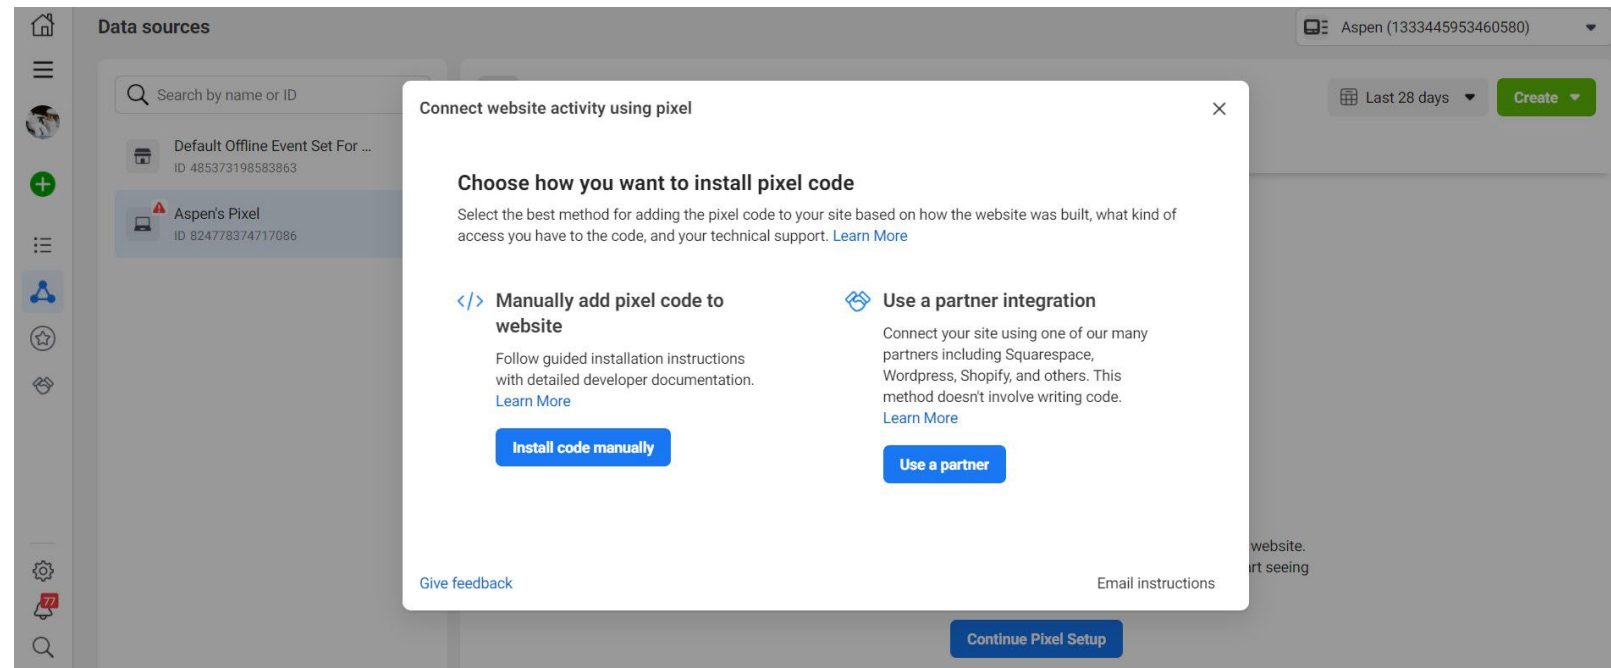 Data sources
Aspen (1333445953460580)
Search by name or ID
Last 28 days
Create
Default Offline Event Set For ...
ID 485373198583863
Aspen's Pixel
ID 824778374717086
Connect website activity using pixel
Choose how you want to install pixel code
Select the best method for adding the pixel code to your site based on how the website was built, what kind of
access you have to the code, and your technical support. Learn More
Manually add pixel code to
website
Follow guided installation instructions
with detailed developer documentation.
Learn More
Install code manually
Use a partner integration
Connect your site using one of our many
partners including Squarespace,
Wordpress, Shopify, and others. This
method doesn't involve writing code.
Learn More
Use a partner
Give feedback
Email instructions
website.
rt seeing
Continue Pixel Setup
77